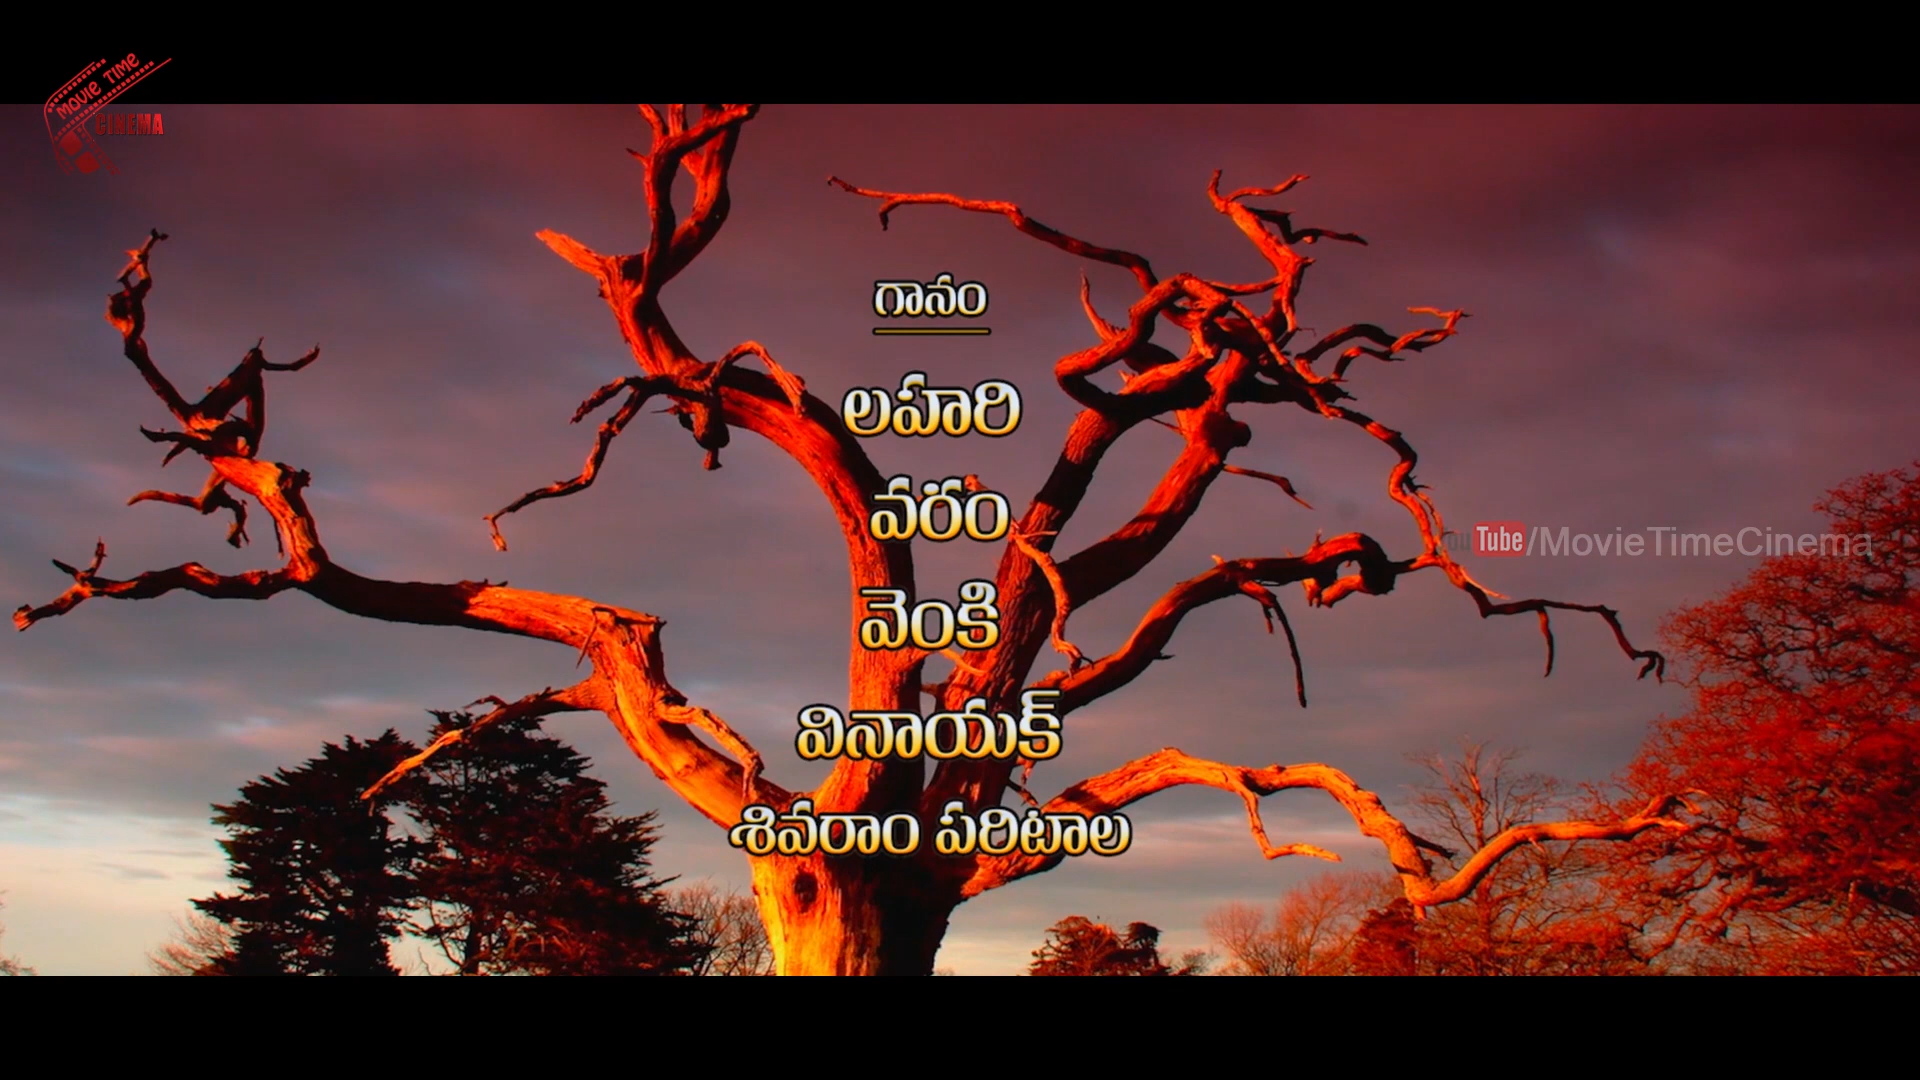 MOVIE TIME
CINEMA
గానం
లహరి
వరం
వెంకి
Tube/MovieTimeCinema
వినాయక్
శివరాం పరిటాల